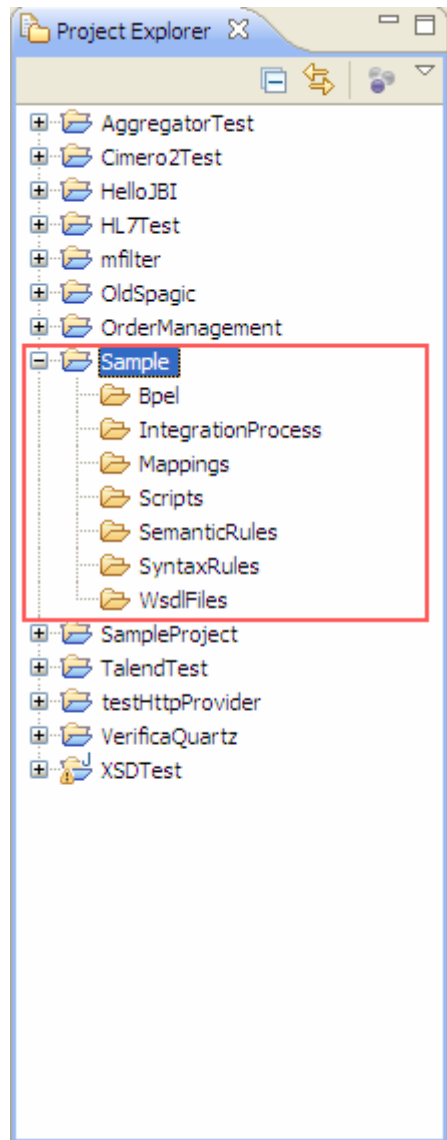 Project Explorer
AggregatorTest
Cimero2Test
HelloJBI
HL7Test
mfilter
OldSpagic
OrderManagement
Sample
Bpel
IntegrationProcess
Mappings
Scripts
SemanticRules
SyntaxRules
WsdlFiles
SampleProject
TalendTest
testHttpProvider
VerificaQuartz
XSDTest